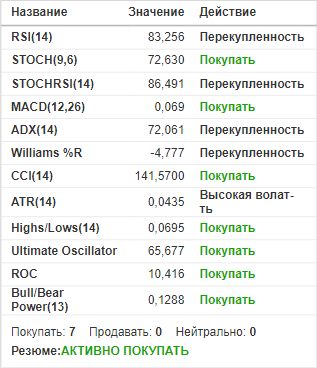 Название Значение Действие
RSI(14) 83,256 Перекупленность
STOCH(9,6) 72,630 Покупать
STOCHRSI(14) 86,491 Перекупленность
MACD(12,26) 0,069 Покупать
ADX(14) 72,061 Перекупленность
Williams %R -4,777 Перекупленность
CCI(14) 141,5700 Покупать
ATR(14) 0,0435 Высокая волат-
ть
Highs/Lows(14) 0,0695 Покупать
Ultimate Oscillator 65,677 Покупать
ROC 10,416 Покупать
Bull/Bear
Power(13) 0,1288 Покупать
Покупать: 7 Продавать: 0 Нейтрально: 0
Резюме:АКТИВНО ПОКУПАТЬ